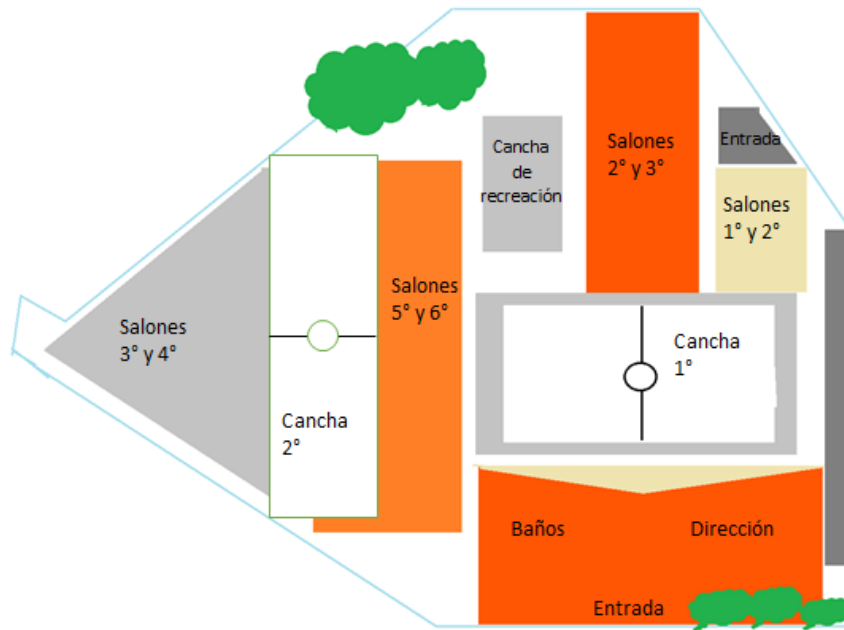 Salones
2° y 3°
Entrada
Cancha
de
recreación
Salones
1° y 2°
Salones
5° y 6°
Salones
3° y 4°
Cancha
1°
Cancha
2°
Baños
Dirección
Entrada